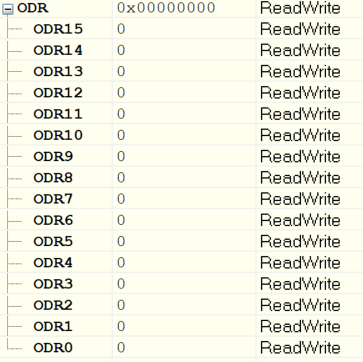 ODR 0x00000000 ReadWrite
ODR15 0 ReadWrite
ODR14 0 ReadWrite
ODR13 0 ReadWrite
ODR12 0 ReadWrite
ODR11 0 ReadWrite
ODR10 0 ReadWrite
ODR9 0 ReadWrite
ODR8 0 ReadWrite
ODR7 0 ReadWrite
ODR6 0 ReadWrite
ODR5 0 ReadWrite
ODR4 0 ReadWrite
ODR3 0 ReadWrite
ODR2 0 ReadWrite
ODR1 0 ReadWrite
ODR0 0 ReadWrite